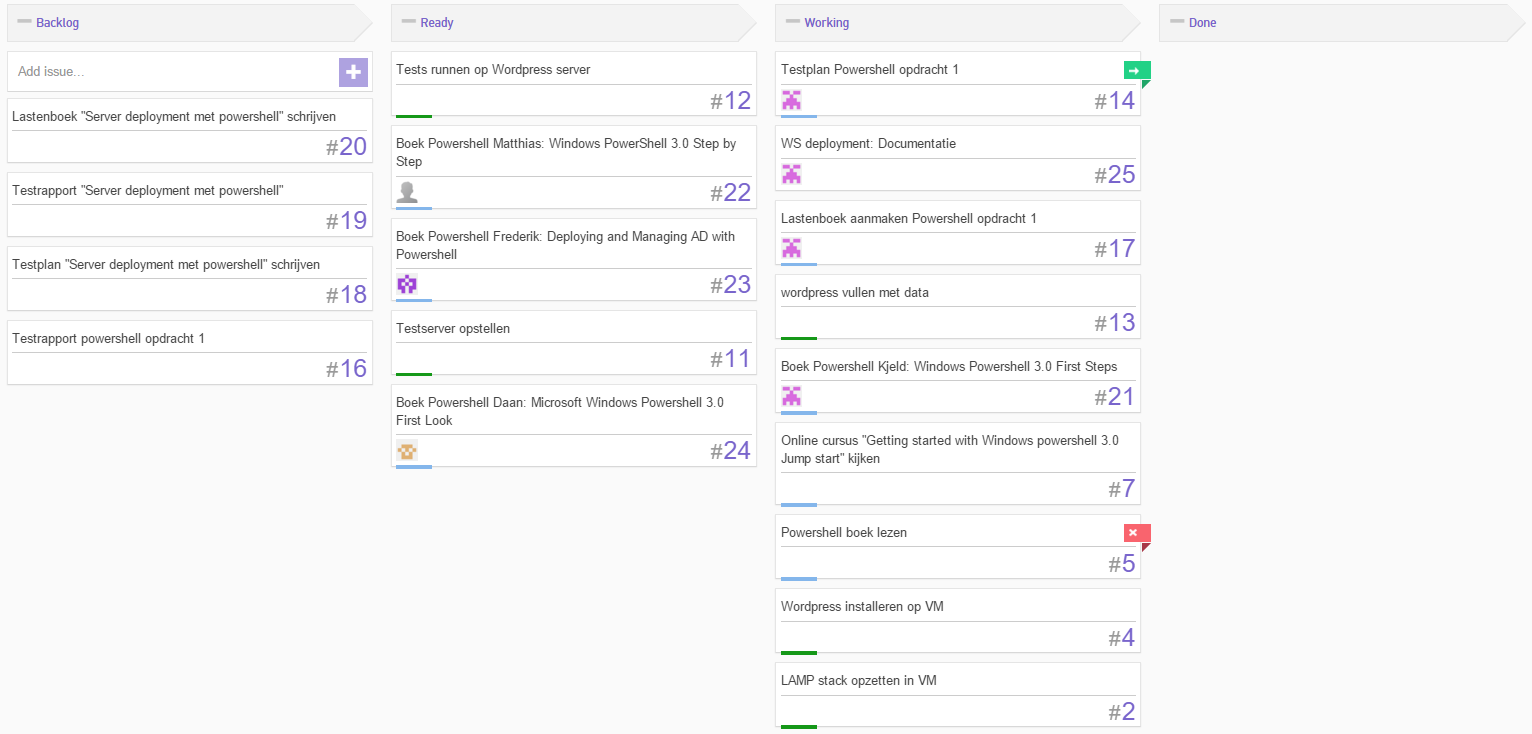 Backlog
Add issue...
Lastenboek "Server deployment met powershell" schrijven
#20
Testrapport "Server deployment met powershell"
#19
Testplan "Server deployment met powershell" schrijven
#18
Testrapport powershell opdracht 1
#16
Ready
Tests runnen op Wordpress server
#12
Boek Powershell Matthias: Windows PowerShell 3.0 Step by
Step
#22
Boek Powershell Frederik: Deploying and Managing AD with
Powershell
#23
Testserver opstellen
#11
Boek Powershell Daan: Microsoft Windows Powershell 3.0
First Look
#24
Working
Testplan Powershell opdracht 1
#14
WS deployment: Documentatie
#25
Lastenboek aanmaken Powershell opdracht 1
#17
wordpress vullen met data
#13
Boek Powershell Kjeld: Windows Powershell 3.0 First Steps
#21
Online cursus "Getting started with Windows powershell 3.0
Jump start" kijken
#7
Powershell boek lezen
#5
Wordpress installeren op VM
#4
LAMP stack opzetten in VM
#2
Done